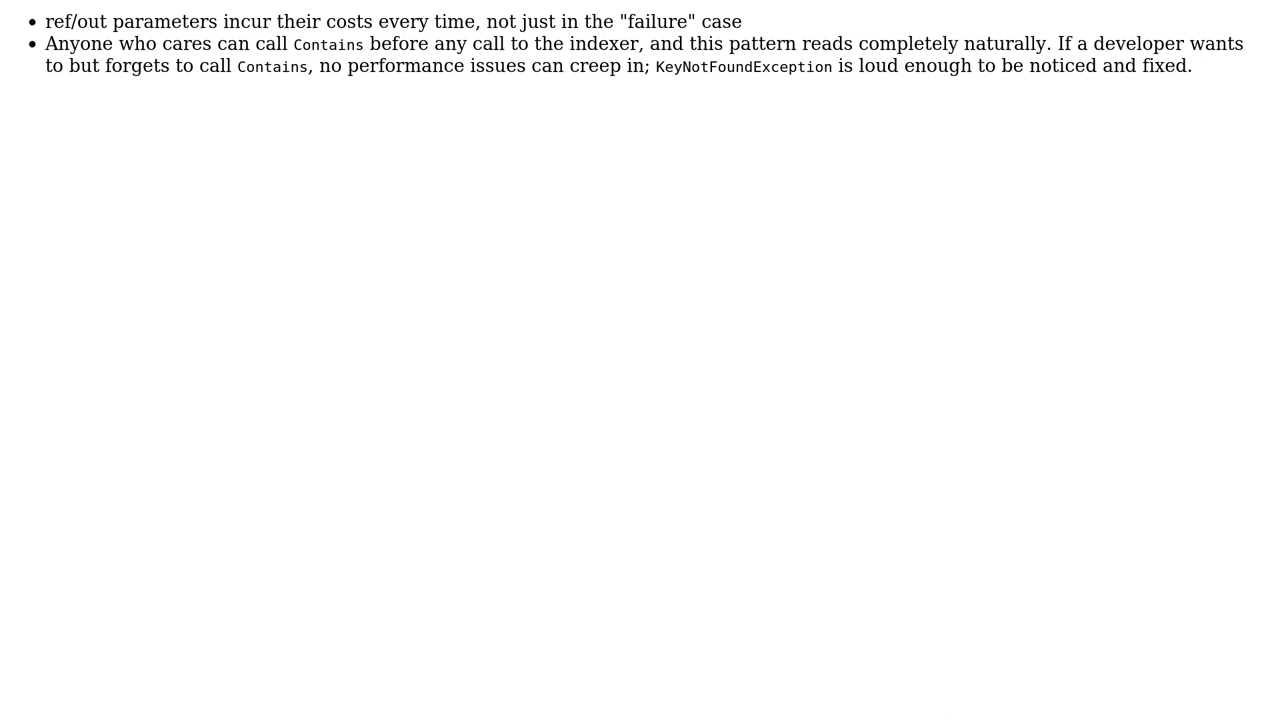 • ref/out parameters incur their costs every time, not just in the "failure" case
• Anyone who cares can call Contains before any call to the indexer, and this pattern reads completely naturally. If a developer wants
to but forgets to call Contains, no performance issues can creep in; KeyNotFoundException is loud enough to be noticed and fixed.